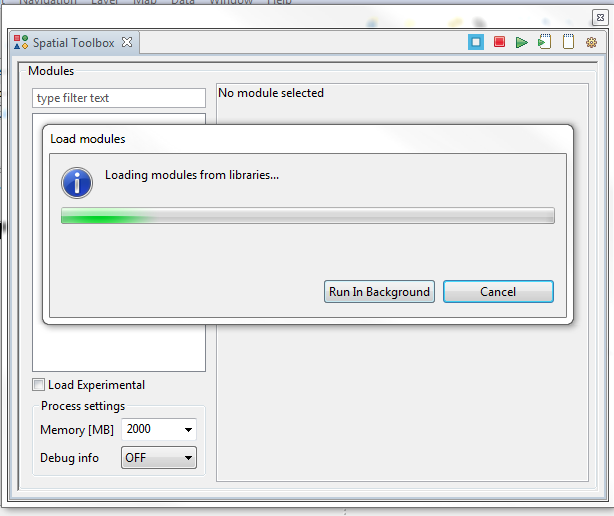 Navigation Layer Map Data Window Help
Spatial Toolbox
Modules
type filter text
No module selected
Load modules
Loading modules from libraries...
Run In Background
Cancel
Load Experimental
Process settings
Memory [MB] 2000
Debug info OFF